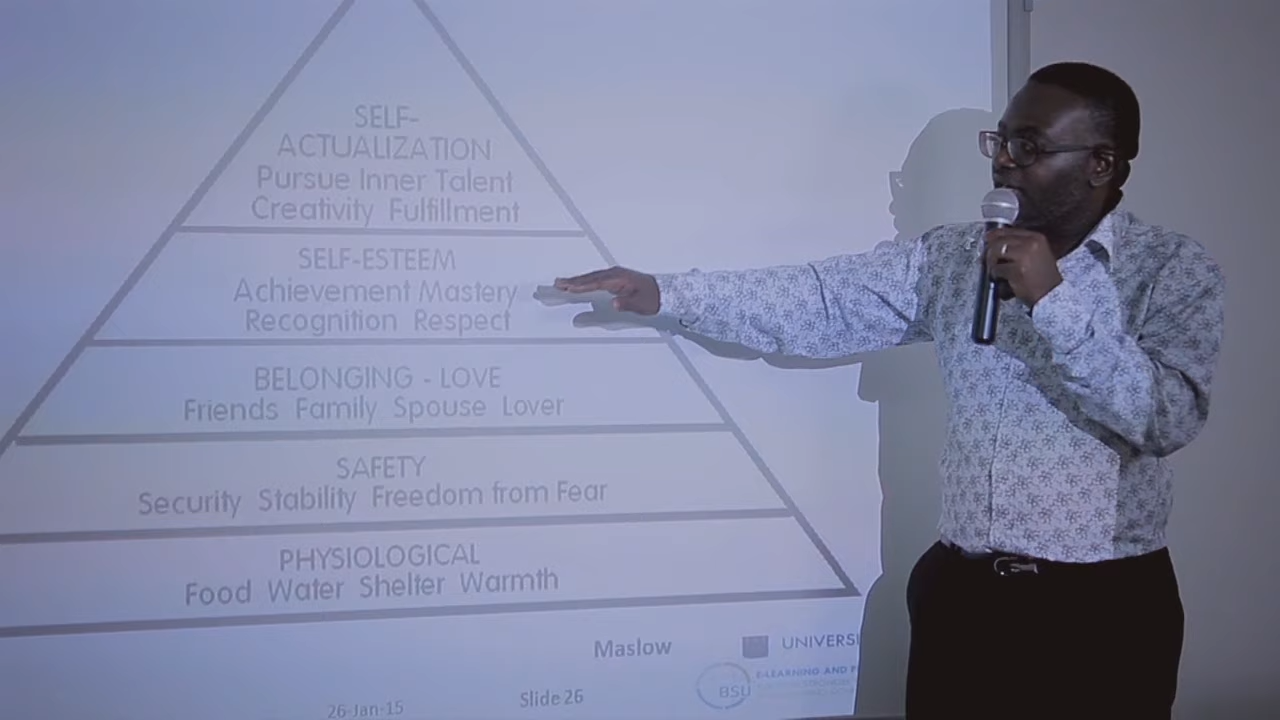 SELF-
ACTUALIZATION
Pursue Inner Talent
Creativity Fulfillment
SELF-ESTEEM
Achievement Mastery
Recognition Respect
BELONGING - LOVE
Friends Family Spouse Lover
SAFETY
Security Stability Freedom from Fear
PHYSIOLOGICAL
Food Water Shelter Warmth
Maslow
UNIVERSI
E-LEARNING AND
BSU
26-Jan-15
Slide 26